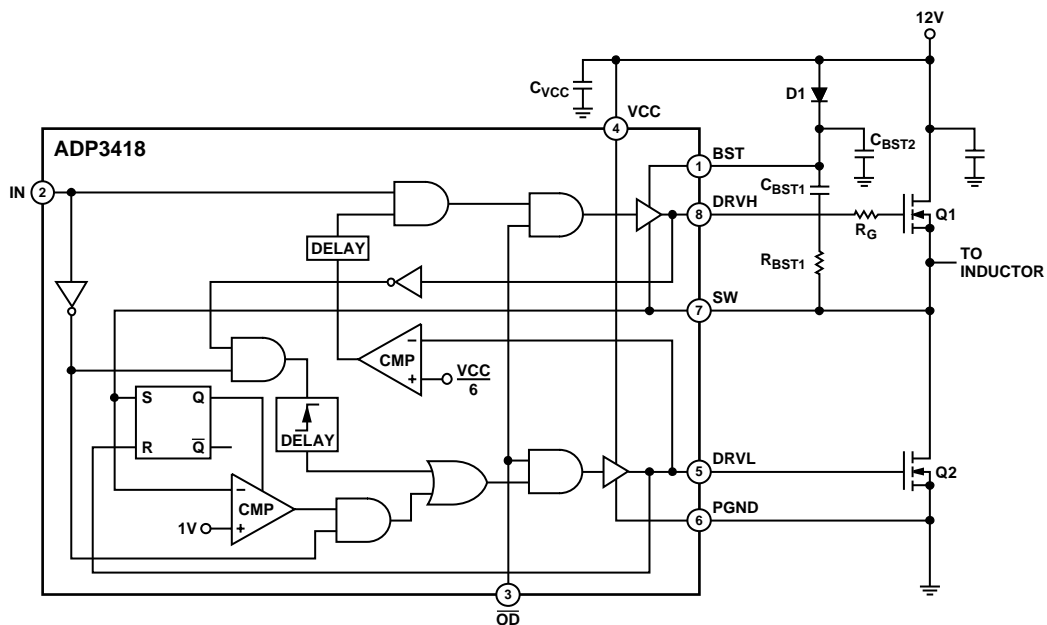 12V
C_VCC
D1
VCC
4
ADP3418
BST
C_BST2
1
IN
2
C_BST1
DRVH
8
Q1
R_G
DELAY
R_BST1
TO
INDUCTOR
SW
7
CMP
−
+
VCC
6
S
Q
R
Q̅
DELAY
DRVL
5
Q2
−
CMP
+
1V
PGND
6
3
O̅D̅